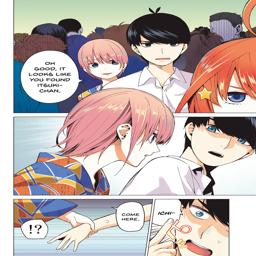 OH
GOOD, IT
LOOKS LIKE
YOU FOUND
ITSUKI-
CHAN.
COME
HERE.
ICHI-
!?